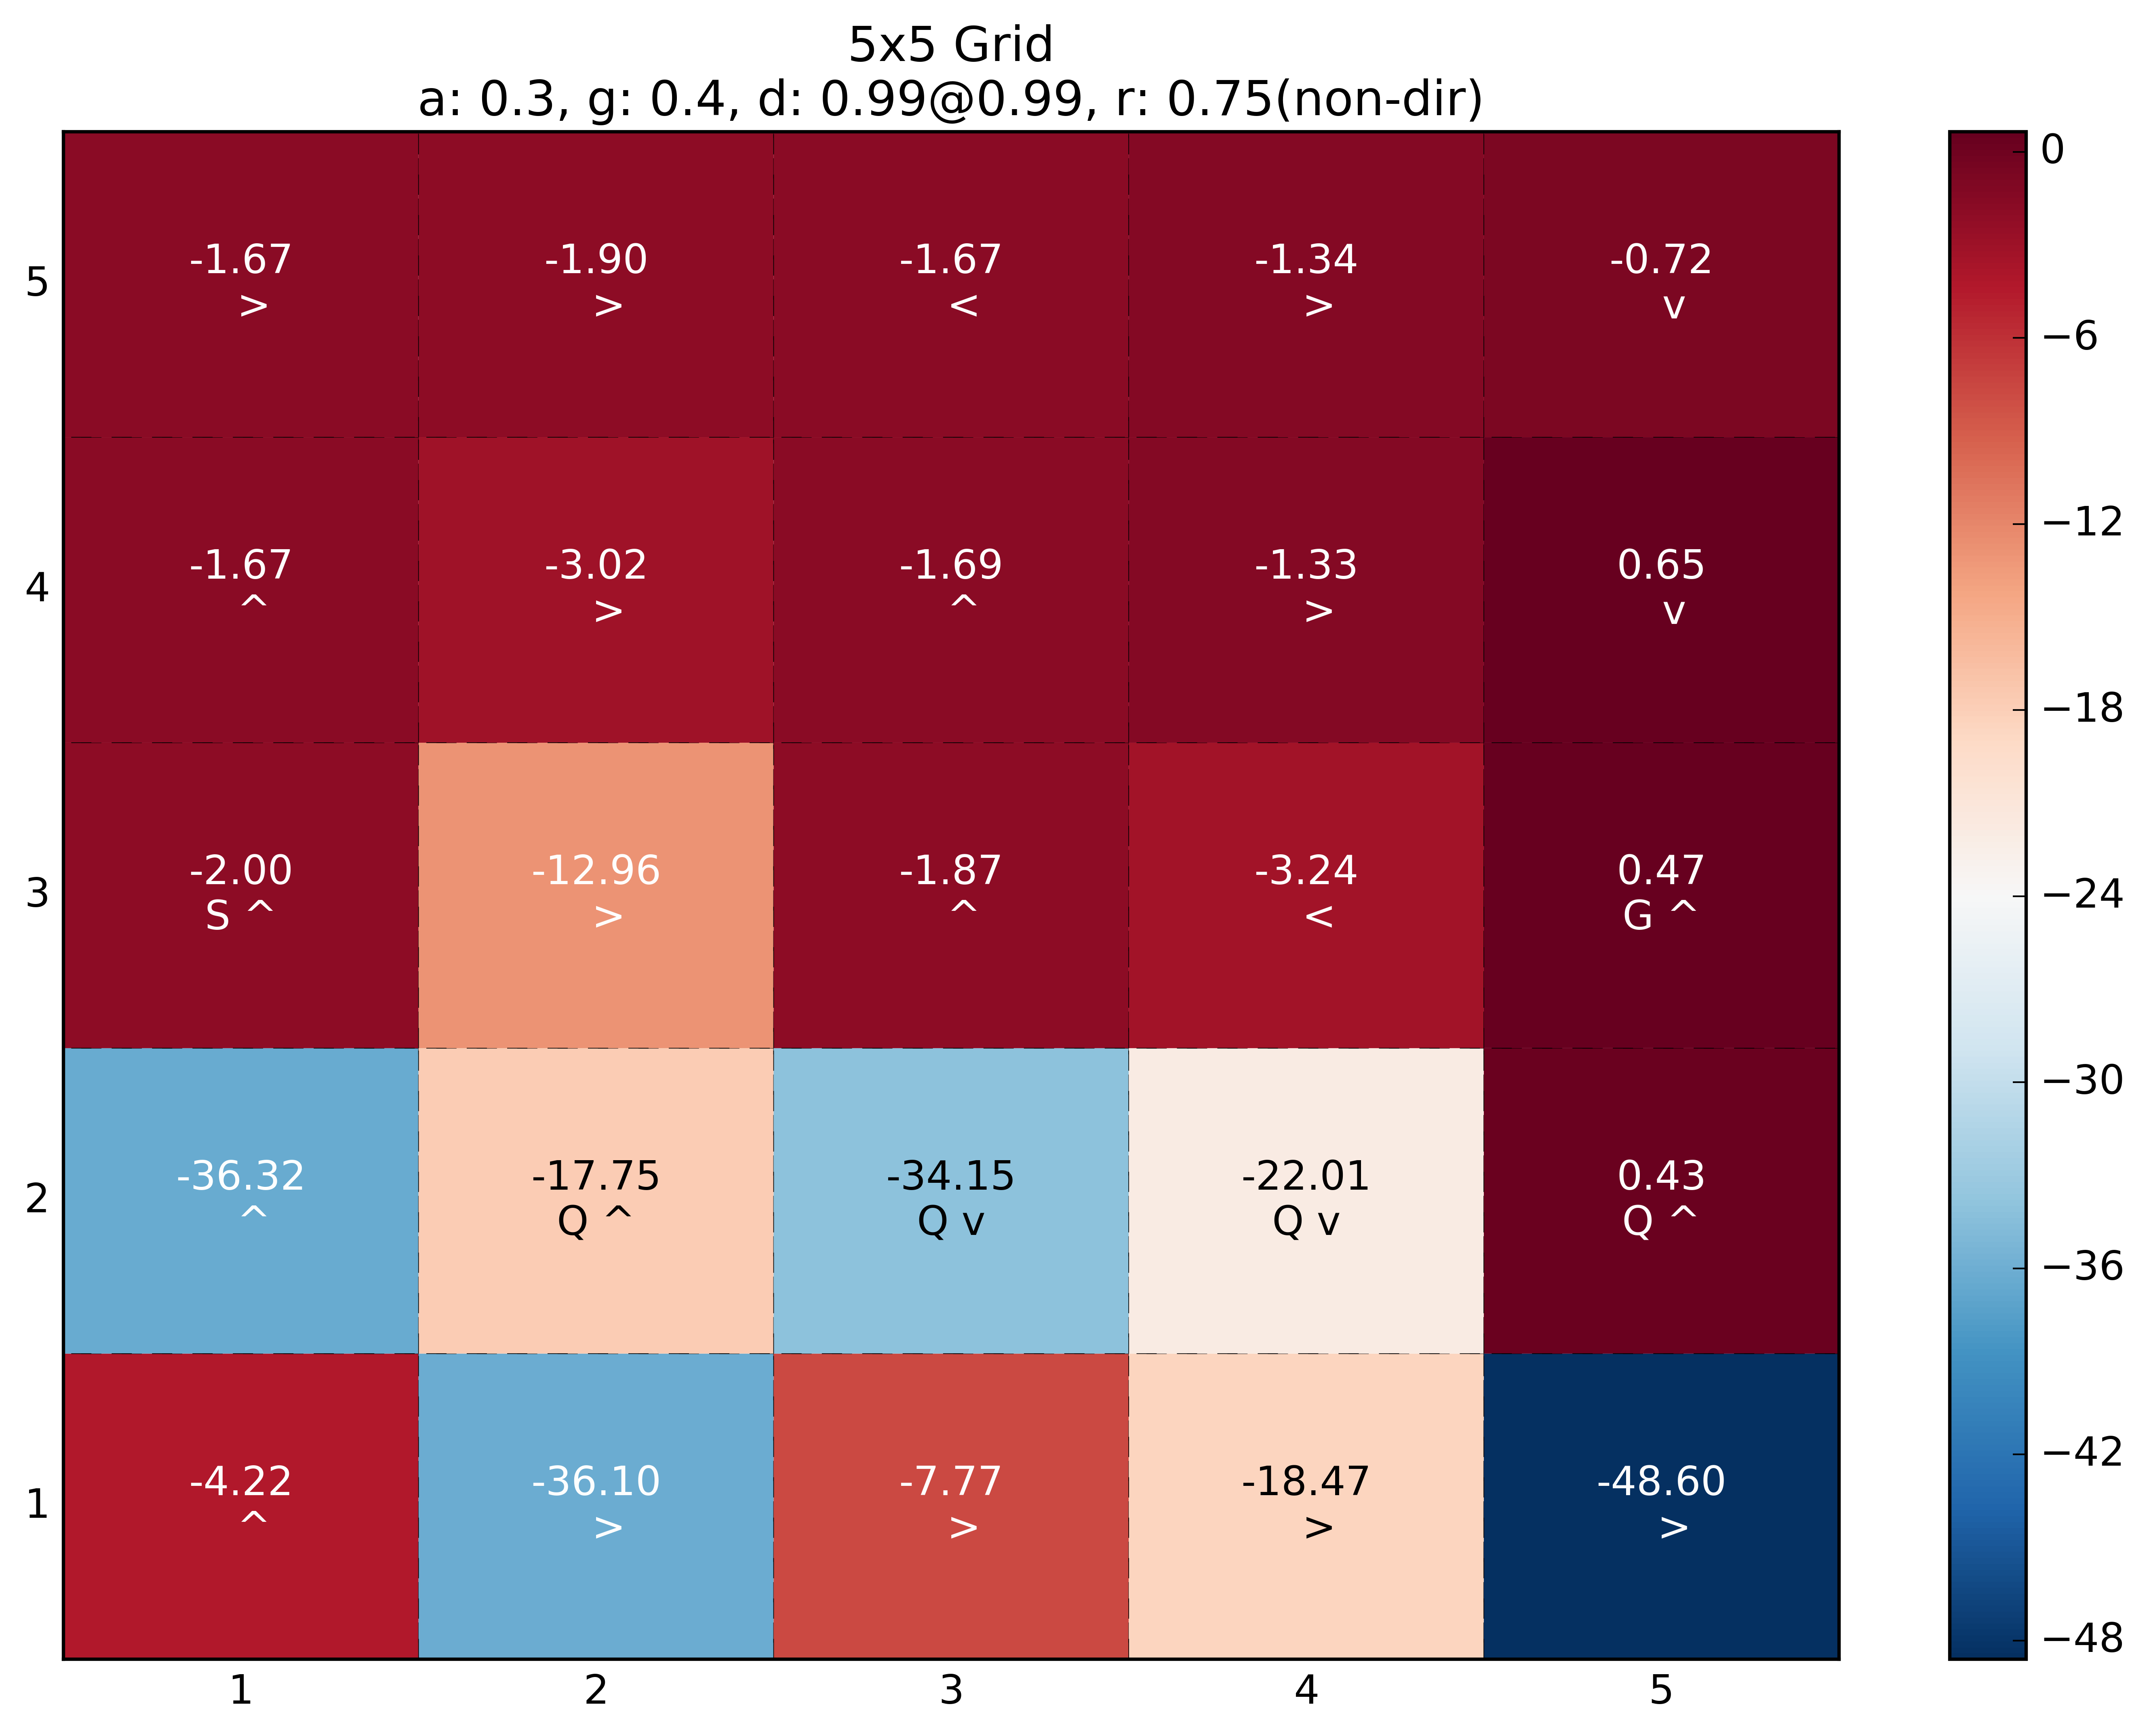 5x5 Grid
a: 0.3, g: 0.4, d: 0.99@0.99, r: 0.75(non-dir)
5 -1.67 -1.90 -1.67 -1.34 -0.72
> > < > v
4 -1.67 -3.02 -1.69 -1.33 0.65
^ > ^ > v
3 -2.00 -12.96 -1.87 -3.24 0.47
S ^ > ^ < G ^
2 -36.32 -17.75 -34.15 -22.01 0.43
^ Q ^ Q v Q v Q ^
1 -4.22 -36.10 -7.77 -18.47 -48.60
^ > > > >
1 2 3 4 5
0
−6
−12
−18
−24
−30
−36
−42
−48